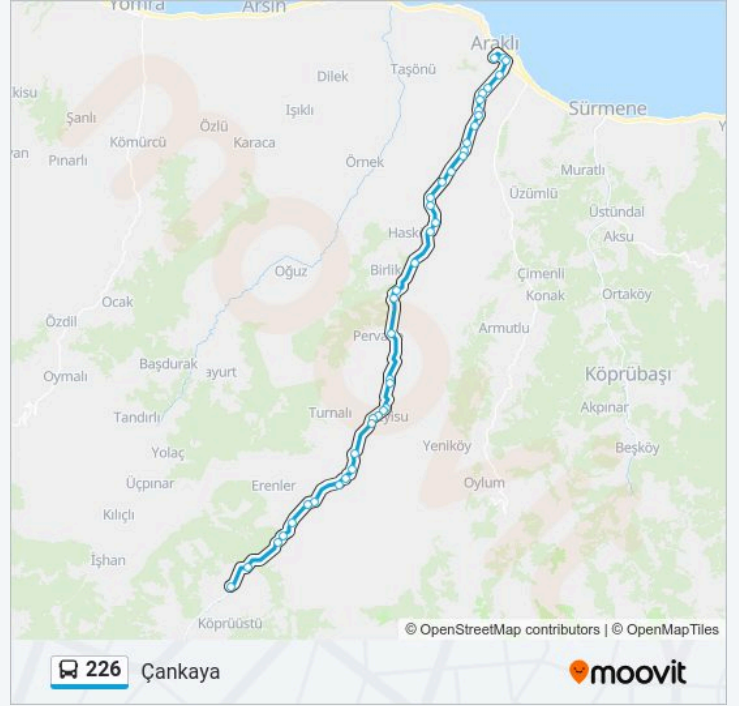 Yomra
Arsin
Araklı
Dilek
Taşönü
kisu
Şanlı
Işıklı
Sürmene
Özlü
Kömürcü
Karaca
Pınarlı
Örnek
Muratlı
Üzümlü
Üstündal
Aksu
Hask
Oğuz
Birlik
Çimenli
Ocak
Konak
Ortaköy
Özdil
Armutlu
Perva
Başdurak
ayurt
Oymalı
Köprübaşı
Akpınar
Tandırlı
Turnalı
yisu
Yeniköy
Beşköy
Yolaç
Üçpınar
Erenler
Oylum
Kılıçlı
İşhan
Köprüüstü
© OpenStreetMap contributors | © OpenMapTiles
226 Çankaya
moovit